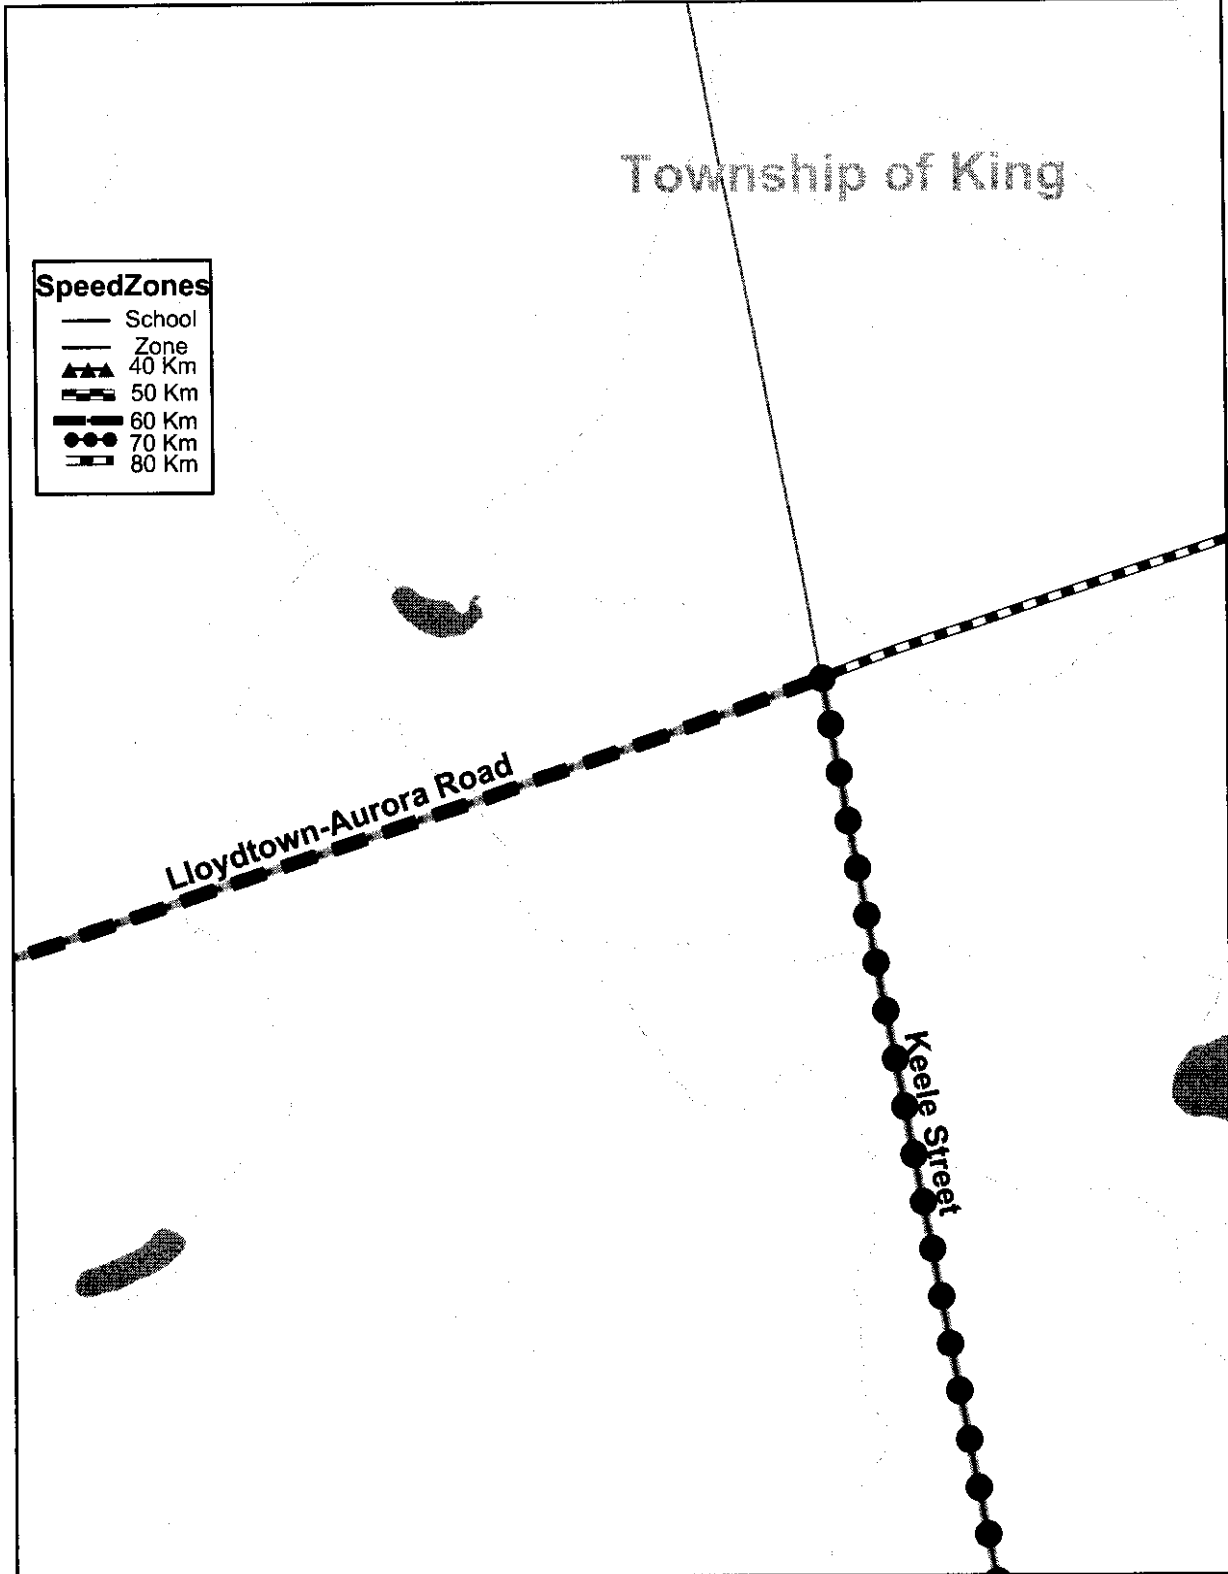 Township of King
SpeedZones
School
Zone
40 Km
50 Km
60 Km
70 Km
80 Km
Lloydtown-Aurora Road
Keele Street